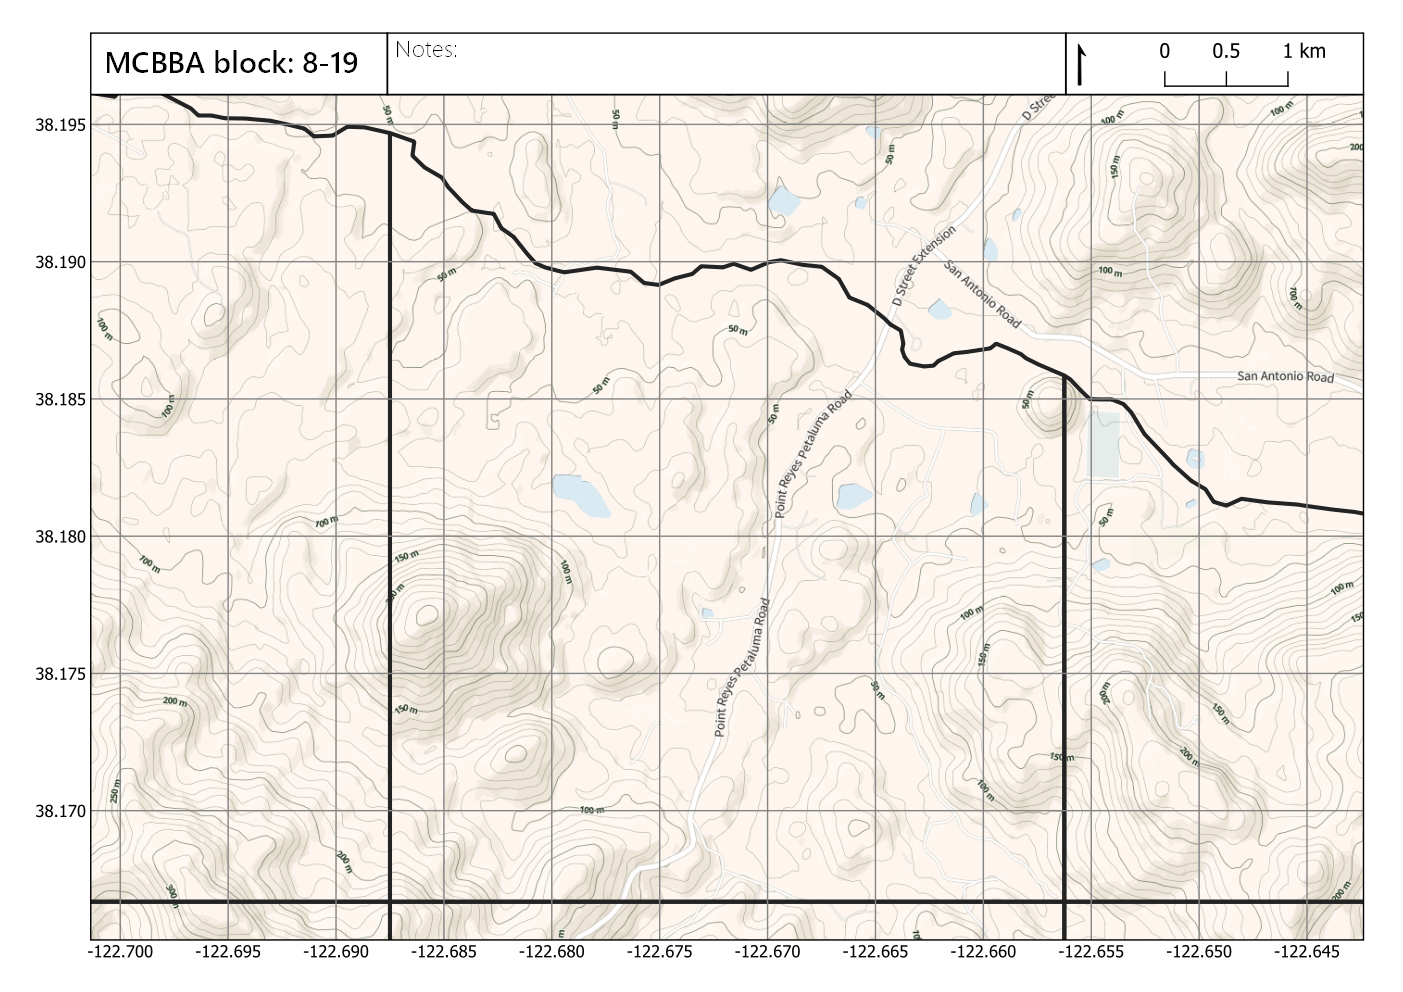 MCBBA block: 8-19
Notes:
0 0.5 1 km
D Stree
50 m
50 m
50 m
100 m
100 m
150 m
200
38.195
38.190
38.185
38.180
38.175
38.170
D Street Extension
San Antonio Road
San Antonio Road
Point Reyes Petaluma Road
Point Reyes Petaluma Road
50 m
100 m
100 m
100 m
50 m
50 m
100 m
50 m
50 m
100 m
150 m
100 m
50 m
100 m
100 m
100 m
150 m
150
200 m
150 m
50 m
200 m
150 m
150 m
200 m
250 m
100 m
100 m
200 m
300 m
200 m
-122.700 -122.695 -122.690 -122.685 -122.680 -122.675 -122.670 -122.665 -122.660 -122.655 -122.650 -122.645